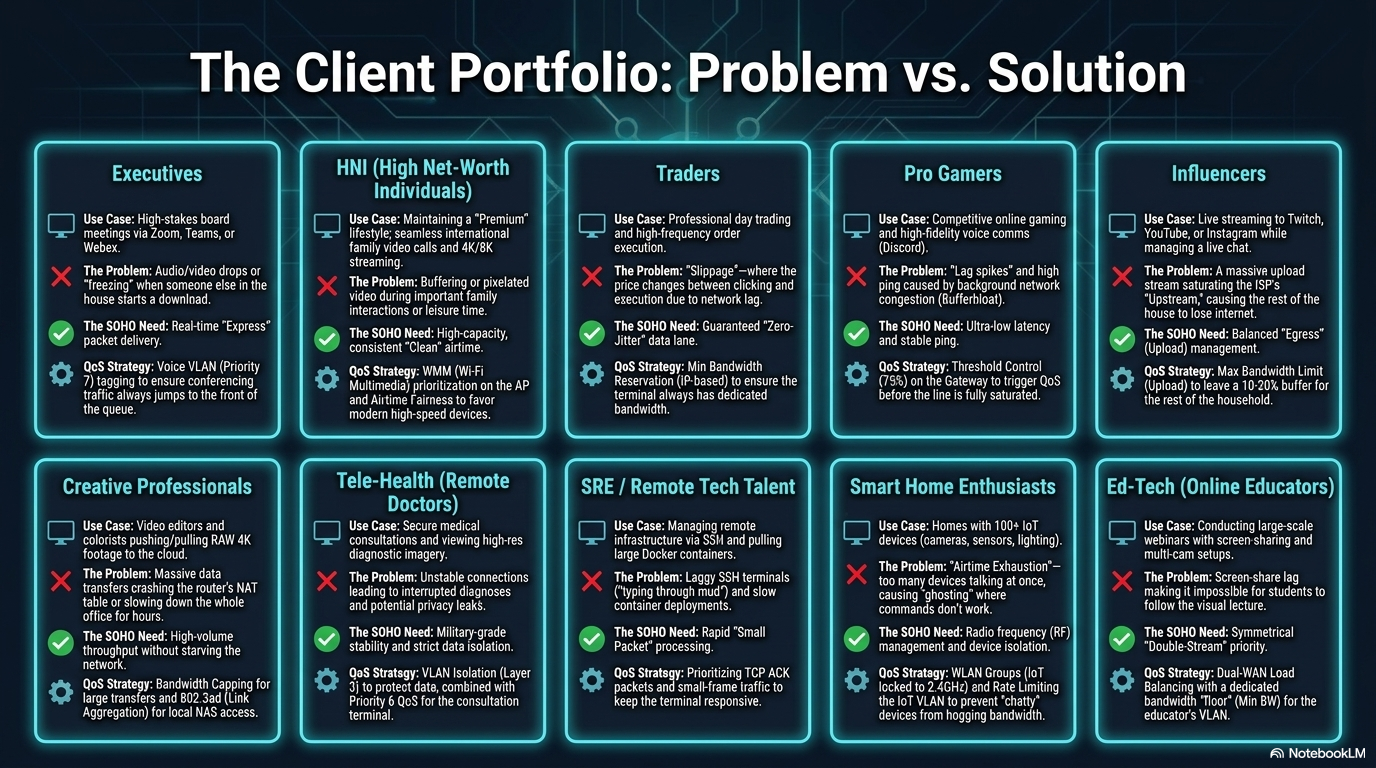 The Client Portfolio: Problem vs. Solution
Executives
Use Case: High-stakes board
meetings via Zoom, Teams, or
Webex.
The Problem: Audio/video drops or
"freezing" when someone else in the
house starts a downlnad.
The SOHO Need: Real-time "Express"
packet delivery.
QoS Strategy: Voice VLAN (Priority
7) tagging to ensure conferencing
traffic always jumps to the front of
the queue.
HNI (High Net-Worth
Individuals)
Use Case: Maintaining a "Premium"
lifestyle; seamless international
family video calls and 4K/8K
streaming.
The Problem: Buffering or pixelated
video during important family
interactions or leisure time.
The SOHO Need: High-capacity,
consistent "Clean" airtime.
QoS Strategy: WMM (Wi-Fi
Multimedia) prioritization on the AP
and Airtime Fairness to favor
modern high-speed devices.
Traders
Use Case: Professional day trading
and high-frequency order
execution.
The Problem: "Slippage"—where the
price changes between clicking and
execution due to network lag.
The SOHO Need: Guaranteed "Zero-
Jitter" data lane.
QoS Strategy: Min Bandwidth
Reservation (IP-based) to ensure the
terminal always has dedicated
bandwidth.
Pro Gamers
Use Case: Competitive online gaming
and high-fidelity voice comms
(Discord).
The Problem: "Lag spikes" and high
ping caused by background network
congestion (Bufferbloat).
The SOHO Need: Ultra-low latency
and stable ping.
QoS Strategy: Threshold Control
(75%) on the Gateway to trigger QoS
before the line is fully saturated.
Influencers
Use Case: Live streaming to Twitch,
YouTube, or Instagram while
managing a live chat.
The Problem: A massive upload
stream saturating the ISP's
"Upstream," causing the rest of the
house to lose internet.
The SOHO Need: Balanced "Egress"
(Upload) management.
QoS Strategy: Max Bandwidth Limit
(Upload) to leave a 10-20% buffer for
the rest of the household.
Creative Professionals
Use Case: Video editors and
colorists pushing/pulling RAW 4K
footage to the cloud.
The Problem: Massive data
transfers crashing the router's NAT
table or slowing down the whole
office for hours.
The SOHO Need: High-volume
throughput without starving the
network.
QoS Strategy: Bandwidth Capping for
large transfers and 802.3ad (Link
Aggregation) for local NAS access.
Tele-Health (Remote
Doctors)
Use Case: Secure medical
consultations and viewing high-res
diagnostic imagery.
The Problem: Unstable connections
leading to interrupted diagnoses
and potential privacy leaks.
The SOHO Need: Military-grade
stability and strict data isolation.
QoS Strategy: VLAN Isolation (Layer
3) to protect data, combined with
Priority 6 QoS for the consultation
terminal.
SRE / Remote Tech Talent
Use Case: Managing remote
infrastructure via SSH and pulling
large Docker containers.
The Problem: Laggy SSH terminals
("typing through mud") and slow
container deployments.
The SOHO Need: Rapid "Small
Packet" processing.
QoS Stratsgy: Prioritizing TCP ACK
packets and small-frame iraffic to
keep the terminal responsive.
Smart Home Enthusiasts
Use Case: Homes with 100+ IoT
devices (cameras, sensors, lighting).
The Problem: "Airtime Exhaustion"—
too many devices talking at once,
causing "ghosting" where
commands don't work.
The SOHO Need: Radio frequency (RF)
management and device isolation.
QoS Strategy: WLAN Groups (IoT
locked to 2.4GHz) and Rate Limiting
the IoT VLAN to prevent "chatty"
devices from hogging bandwidth.
Ed-Tech (Online Educators)
Use Case: Conducting large-scale
webinars with screen-sharing and
multi-cam setups.
The Problem: Screen-share lag
making it impossible for students to
follow the visual lecture.
The SOHO Need: Symmetrical
"Double-Stream" priority.
QoS Strategy: Dual-WAN Load
Balancing with a dedicated
bandwidth "floor" (Min BW) for the
educator's VLAN.
NotebookLM